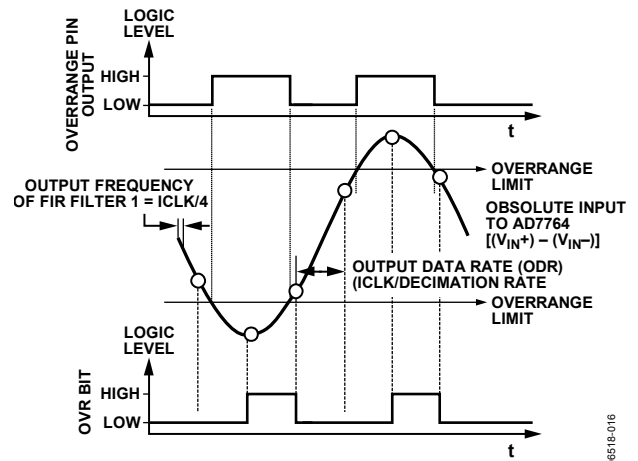 LOGIC
LEVEL
OVERRANGE PIN
OUTPUT
HIGH
LOW
t
OVERRANGE
LIMIT
OUTPUT FREQUENCY
OF FIR FILTER 1 = ICLK/4
OBSOLUTE INPUT
TO AD7764
[(VIN+) – (VIN–)]
OUTPUT DATA RATE (ODR)
(ICLK/DECIMATION RATE
OVERRANGE
LIMIT
LOGIC
LEVEL
OVR BIT
HIGH
LOW
t
6518-016